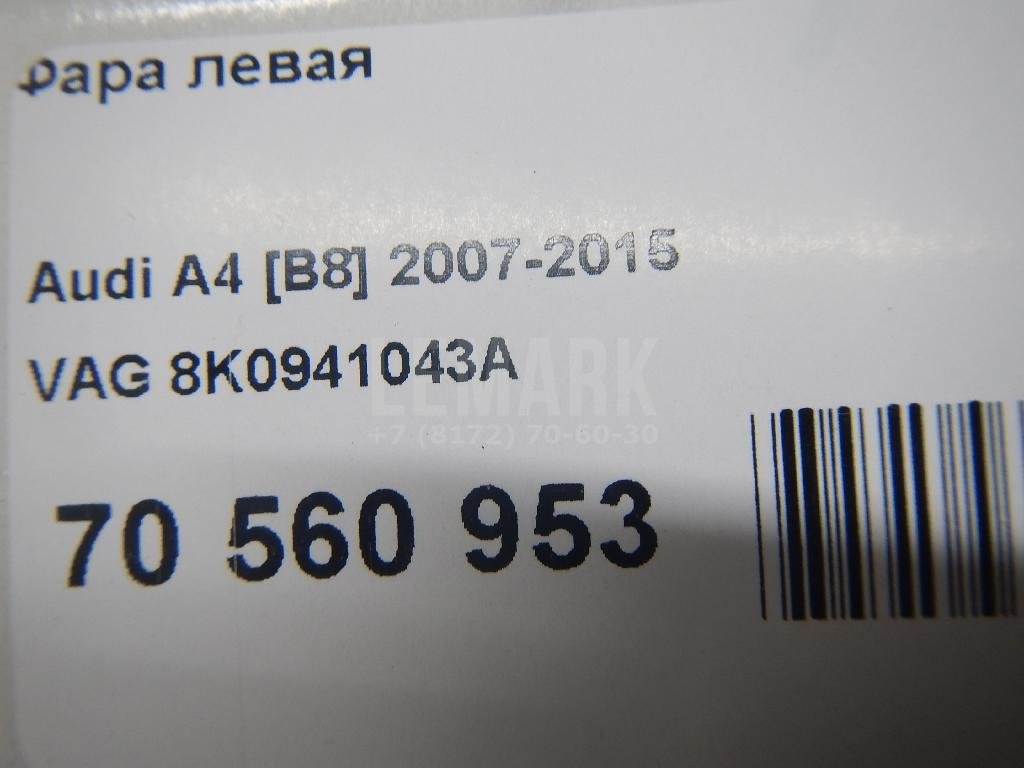 Фара левая
Audi A4 [B8] 2007-2015
VAG 8K0941043A
LEMARK
+7 (8172) 70-60-30
70 560 953